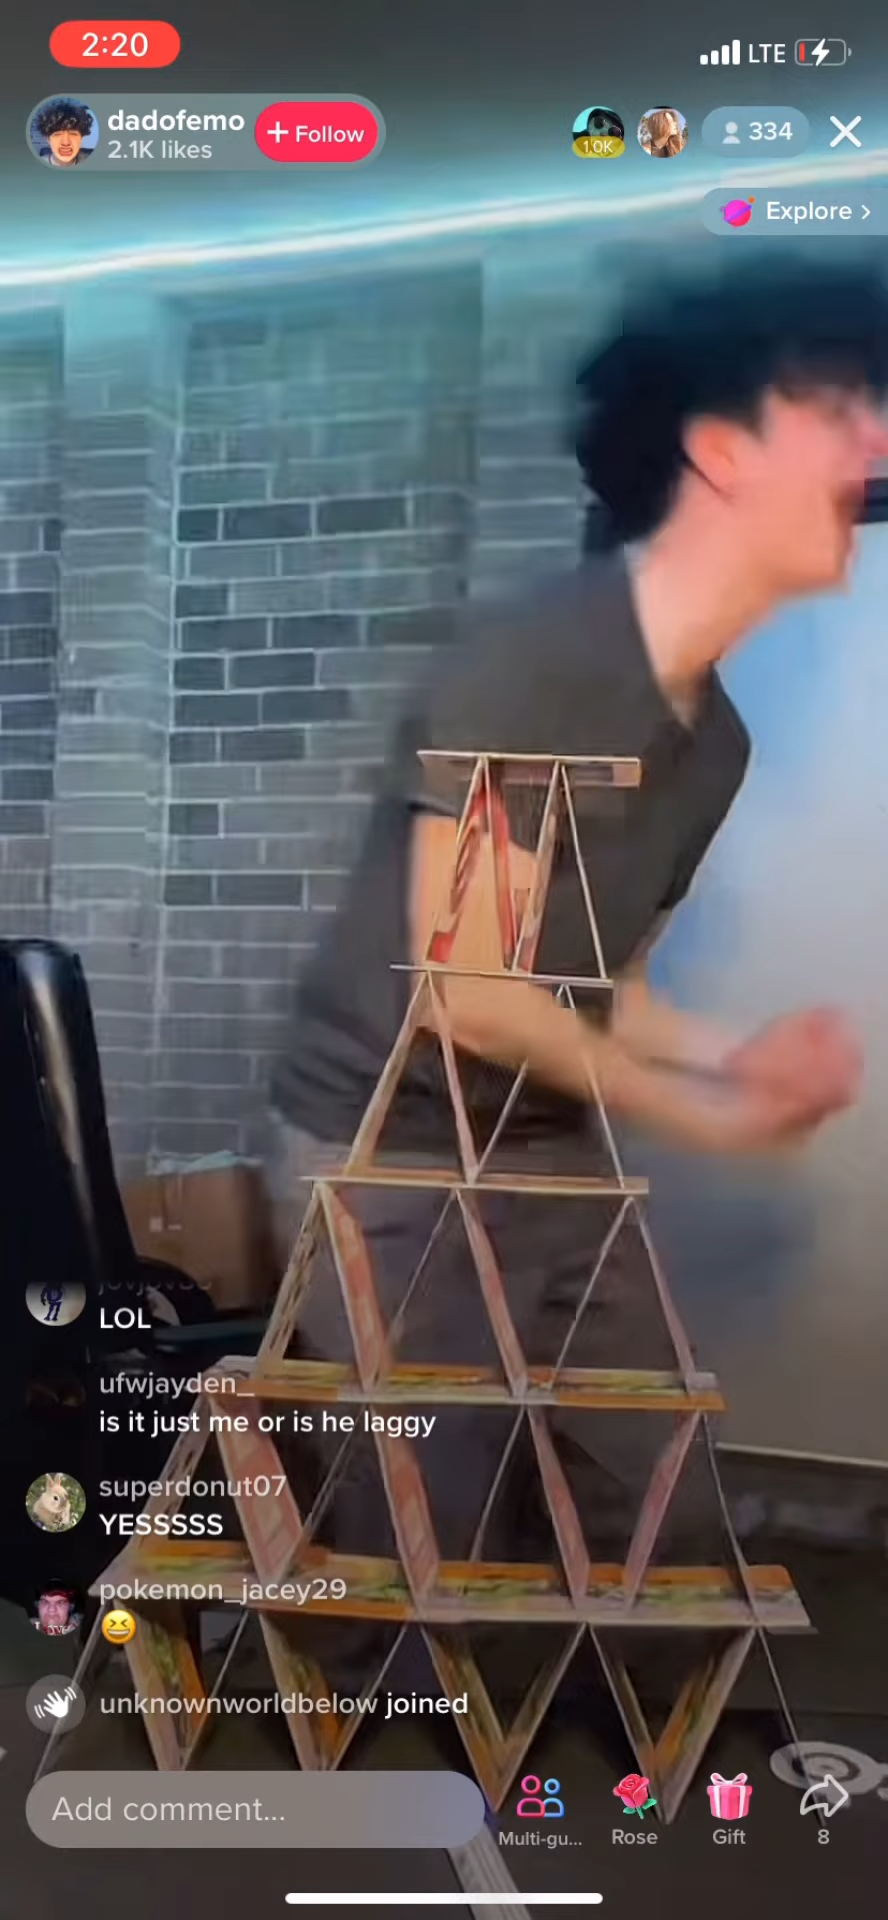 2:20
LTE
dadofemo
2.1K likes
+ Follow
1.0K
334
Explore >
LOL
ufwjayden_
is it just me or is he laggy
superdonut07
YESSSSS
pokemon_jacey29
😆
unknownworldbelow joined
Add comment...
Multi-gu...
Rose
Gift
8